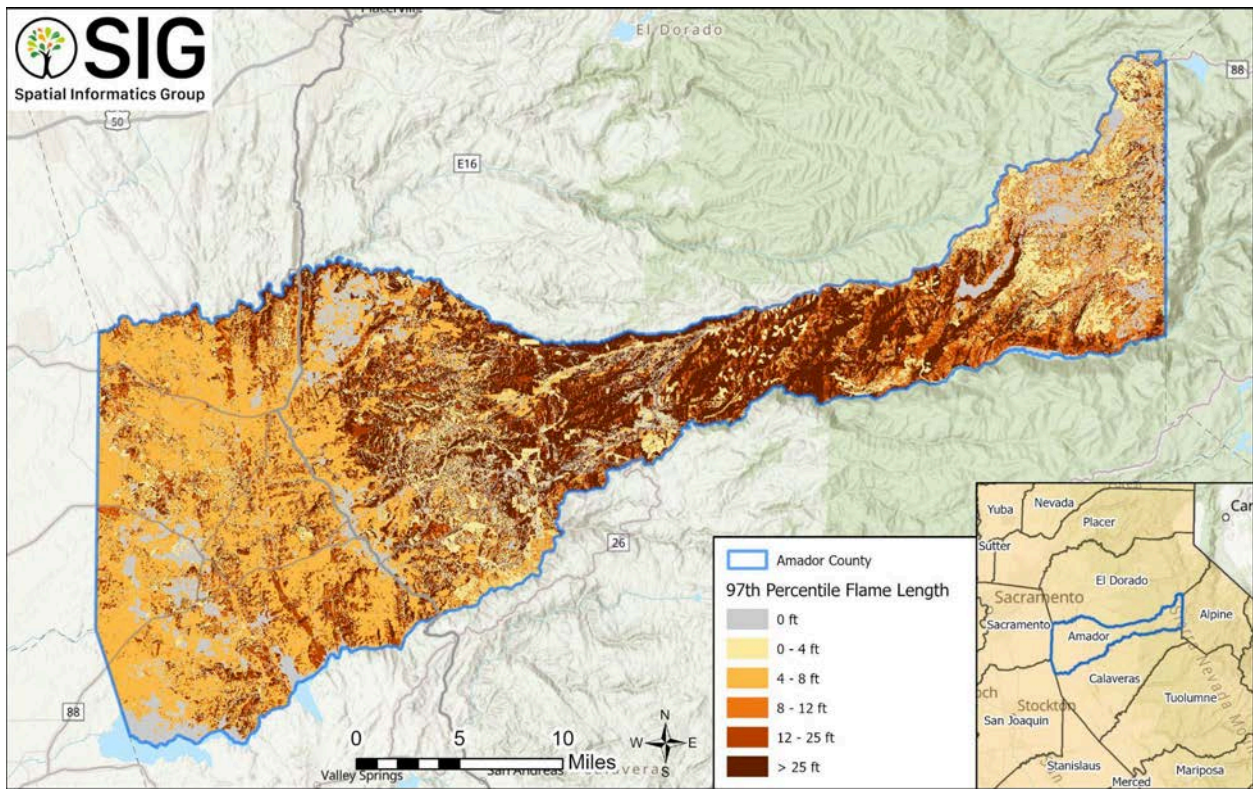 Placerville
El Dorado
SIG
Spatial Informatics Group
50
E16
88
26
88
0 5 10
Miles
Valley Springs
San Andreas
N
W E
S
Amador County
97th Percentile Flame Length
0 ft
0 - 4 ft
4 - 8 ft
8 - 12 ft
12 - 25 ft
> 25 ft
Nevada
Yuba
Placer
Sutter
Car
El Dorado
Sacramento
Sacramento
Amador
Alpine
Calaveras
Tuolumne
Stockton
San Joaquin
Stanislaus
Merced
Mariposa